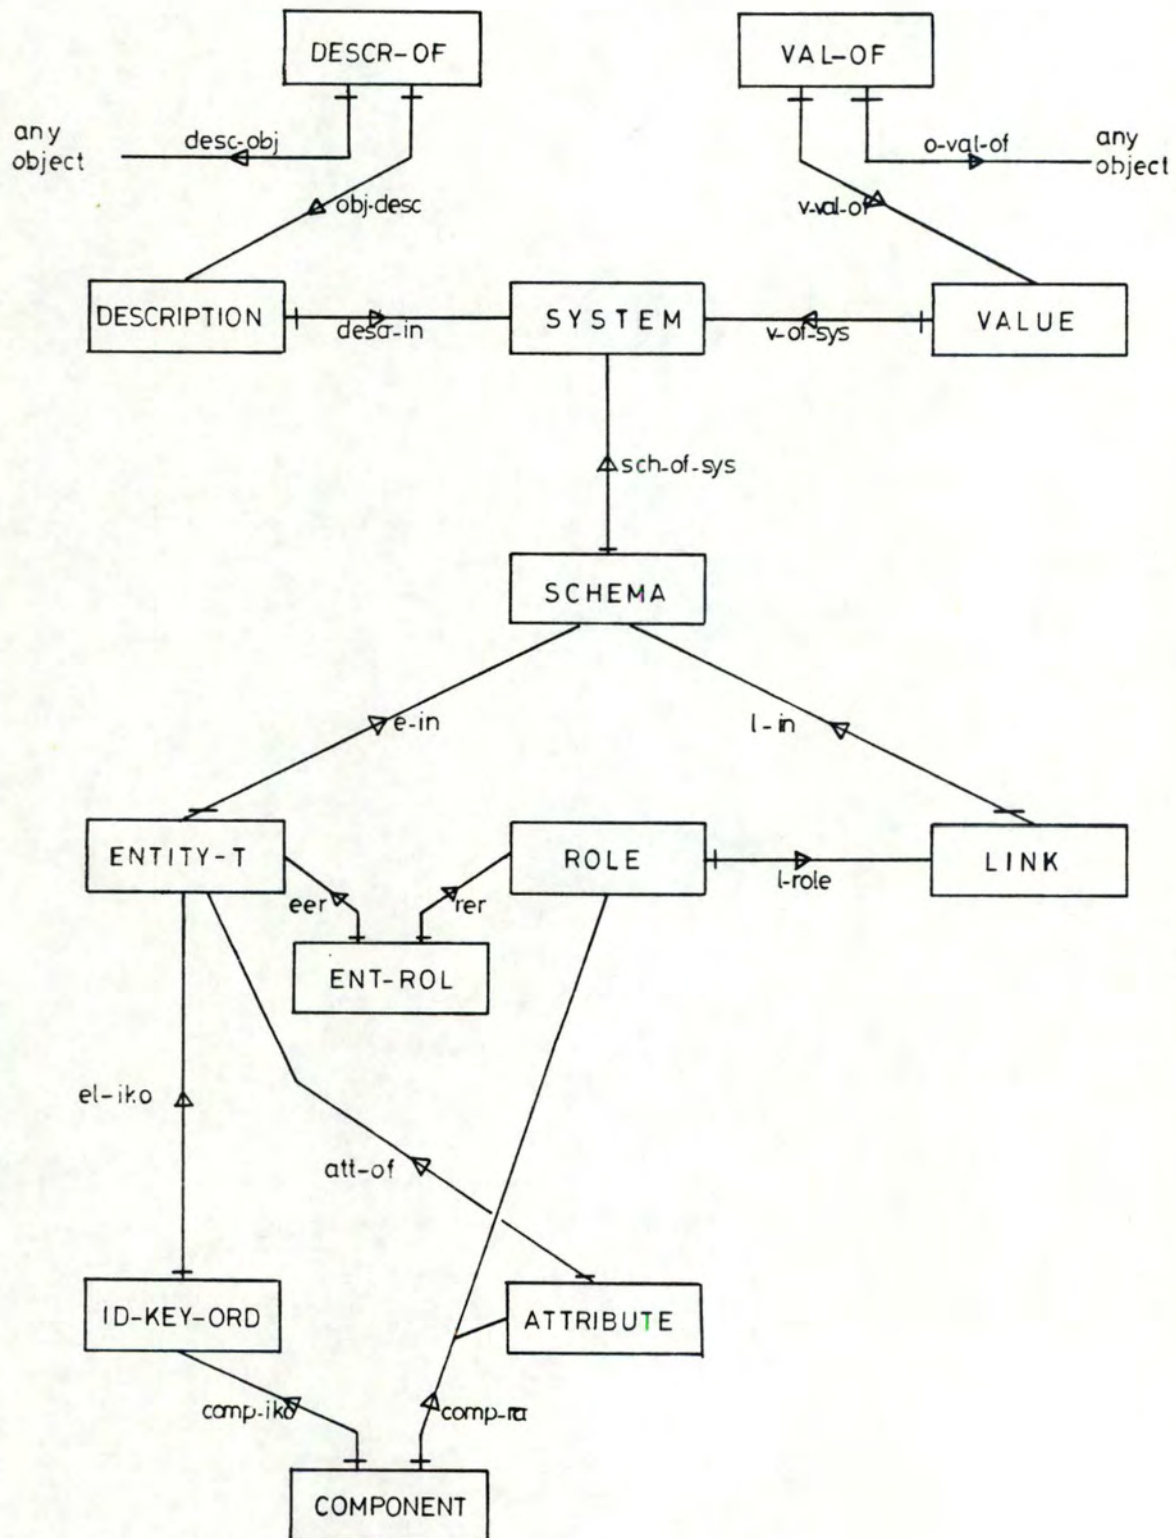 DESCR-OF
VAL-OF
any
object
desc-obj
o-val-of
any
object
obj-desc
v-val-of
DESCRIPTION
descr-in
SYSTEM
v-of-sys
VALUE
sch-of-sys
SCHEMA
e-in
l-in
ENTITY-T
ROLE
LINK
eer
rer
l-role
ENT-ROL
el-iko
att-of
ID-KEY-ORD
ATTRIBUTE
comp-iko
comp-ra
COMPONENT